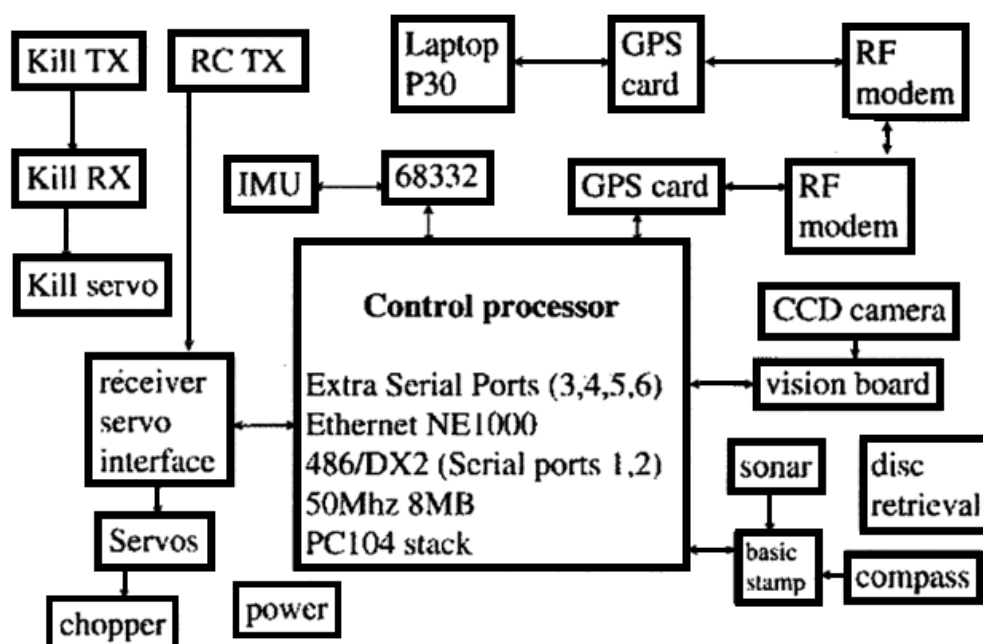 Kill TX
RC TX
Laptop
P30
GPS
card
RF
modem
Kill RX
IMU
68332
GPS card
RF
modem
Kill servo
Control processor
Extra Serial Ports (3,4,5,6)
Ethernet NE1000
486/DX2 (Serial ports 1,2)
50Mhz 8MB
PC104 stack
CCD camera
vision board
receiver
servo
interface
sonar
disc
retrieval
Servos
basic
stamp
compass
chopper
power